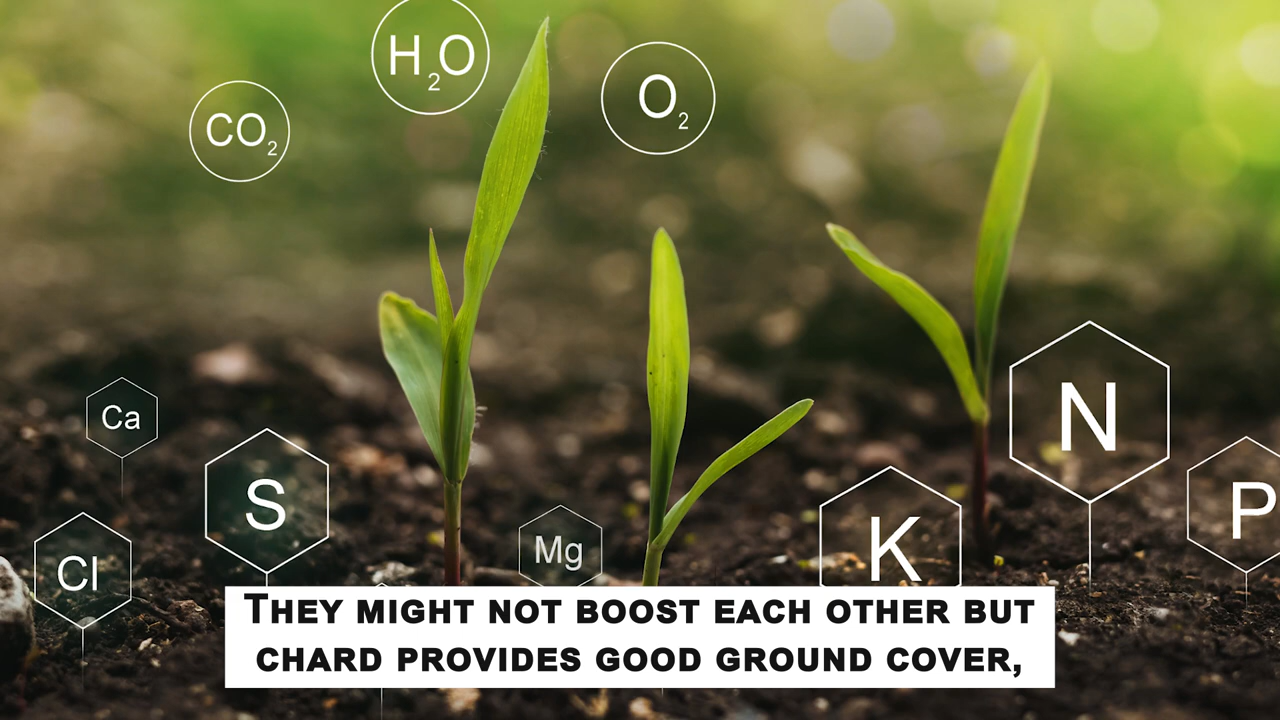 H₂O
O₂
CO₂
Ca
N
S
P
K
Mg
Cl
THEY MIGHT NOT BOOST EACH OTHER BUT
CHARD PROVIDES GOOD GROUND COVER,